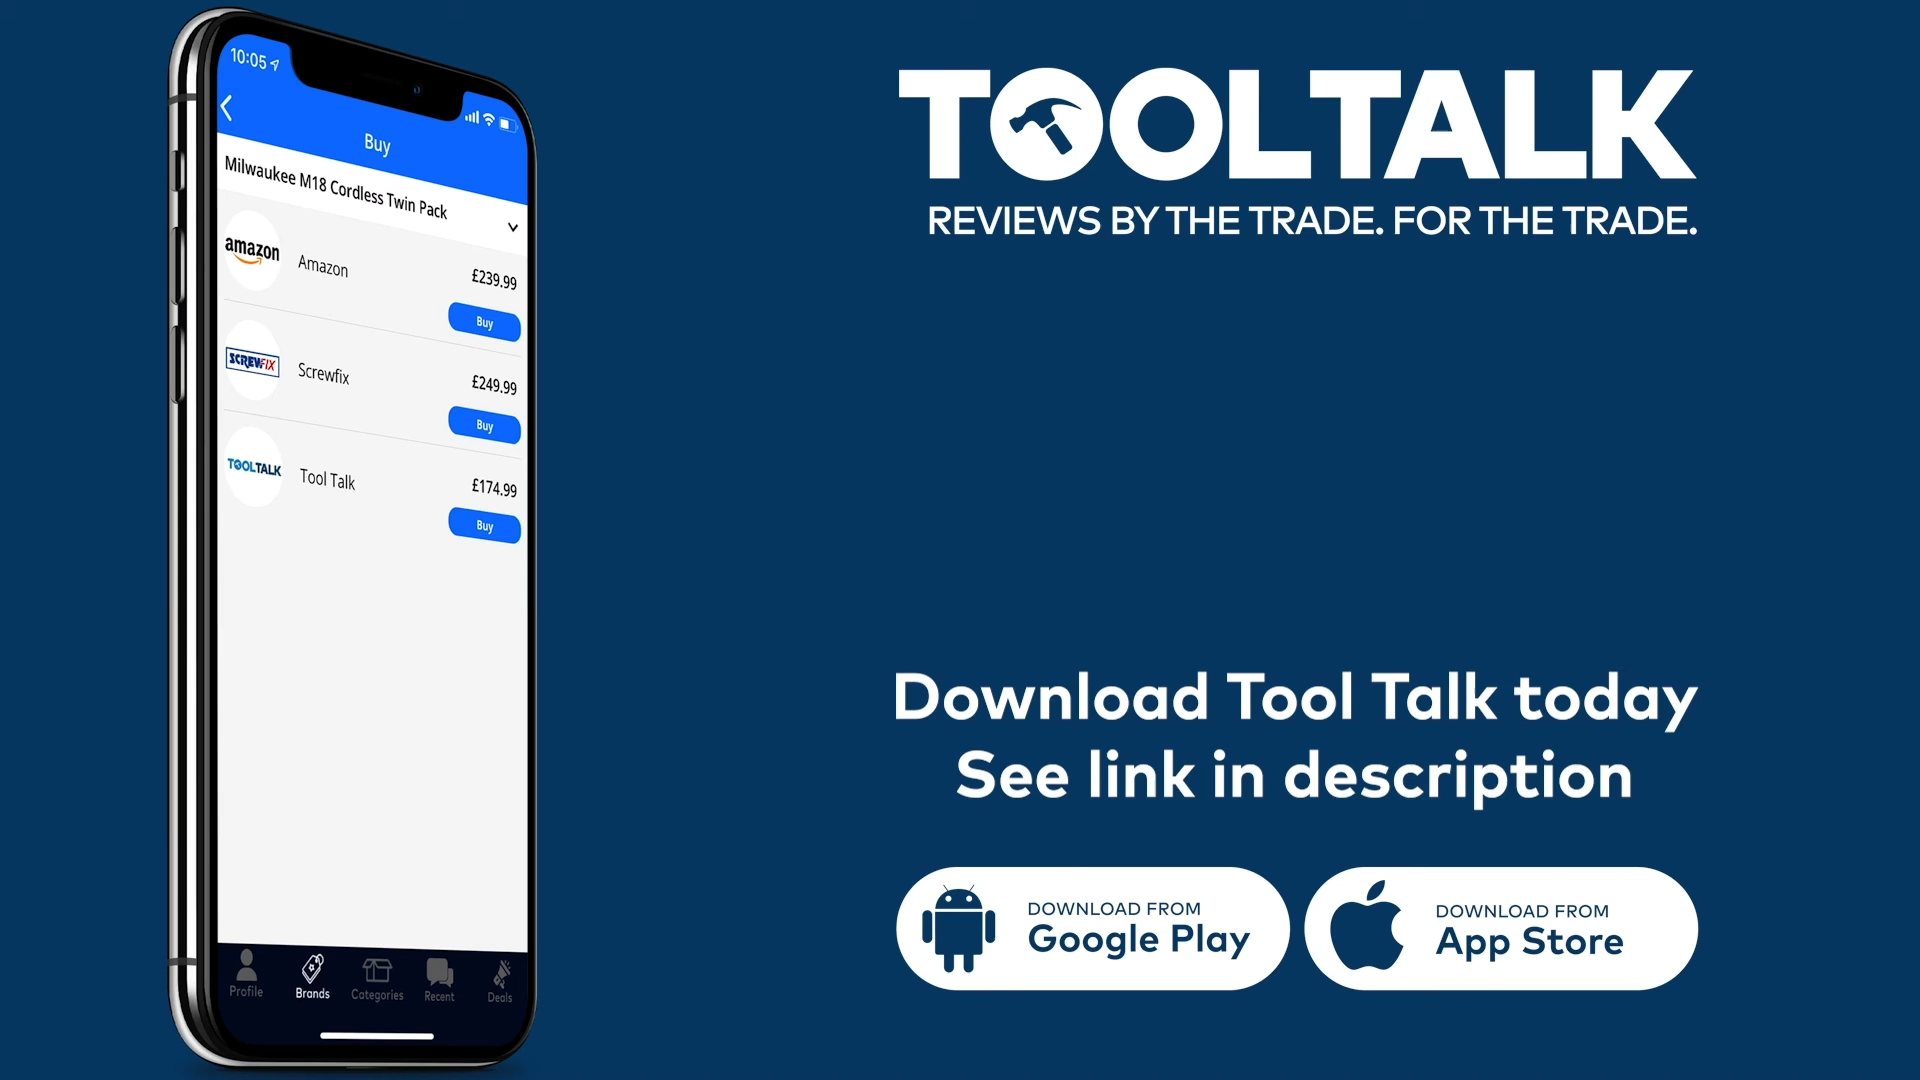 10:05
Buy
Milwaukee M18 Cordless Twin Pack
amazon
Amazon
£239.99
Buy
SCREWFIX
Screwfix
£249.99
Buy
TOOLTALK
Tool Talk
£174.99
Buy
Profile
Brands
Categories
Recent
Deals
TOOLTALK
REVIEWS BY THE TRADE. FOR THE TRADE.
Download Tool Talk today
See link in description
DOWNLOAD FROM
Google Play
DOWNLOAD FROM
App Store